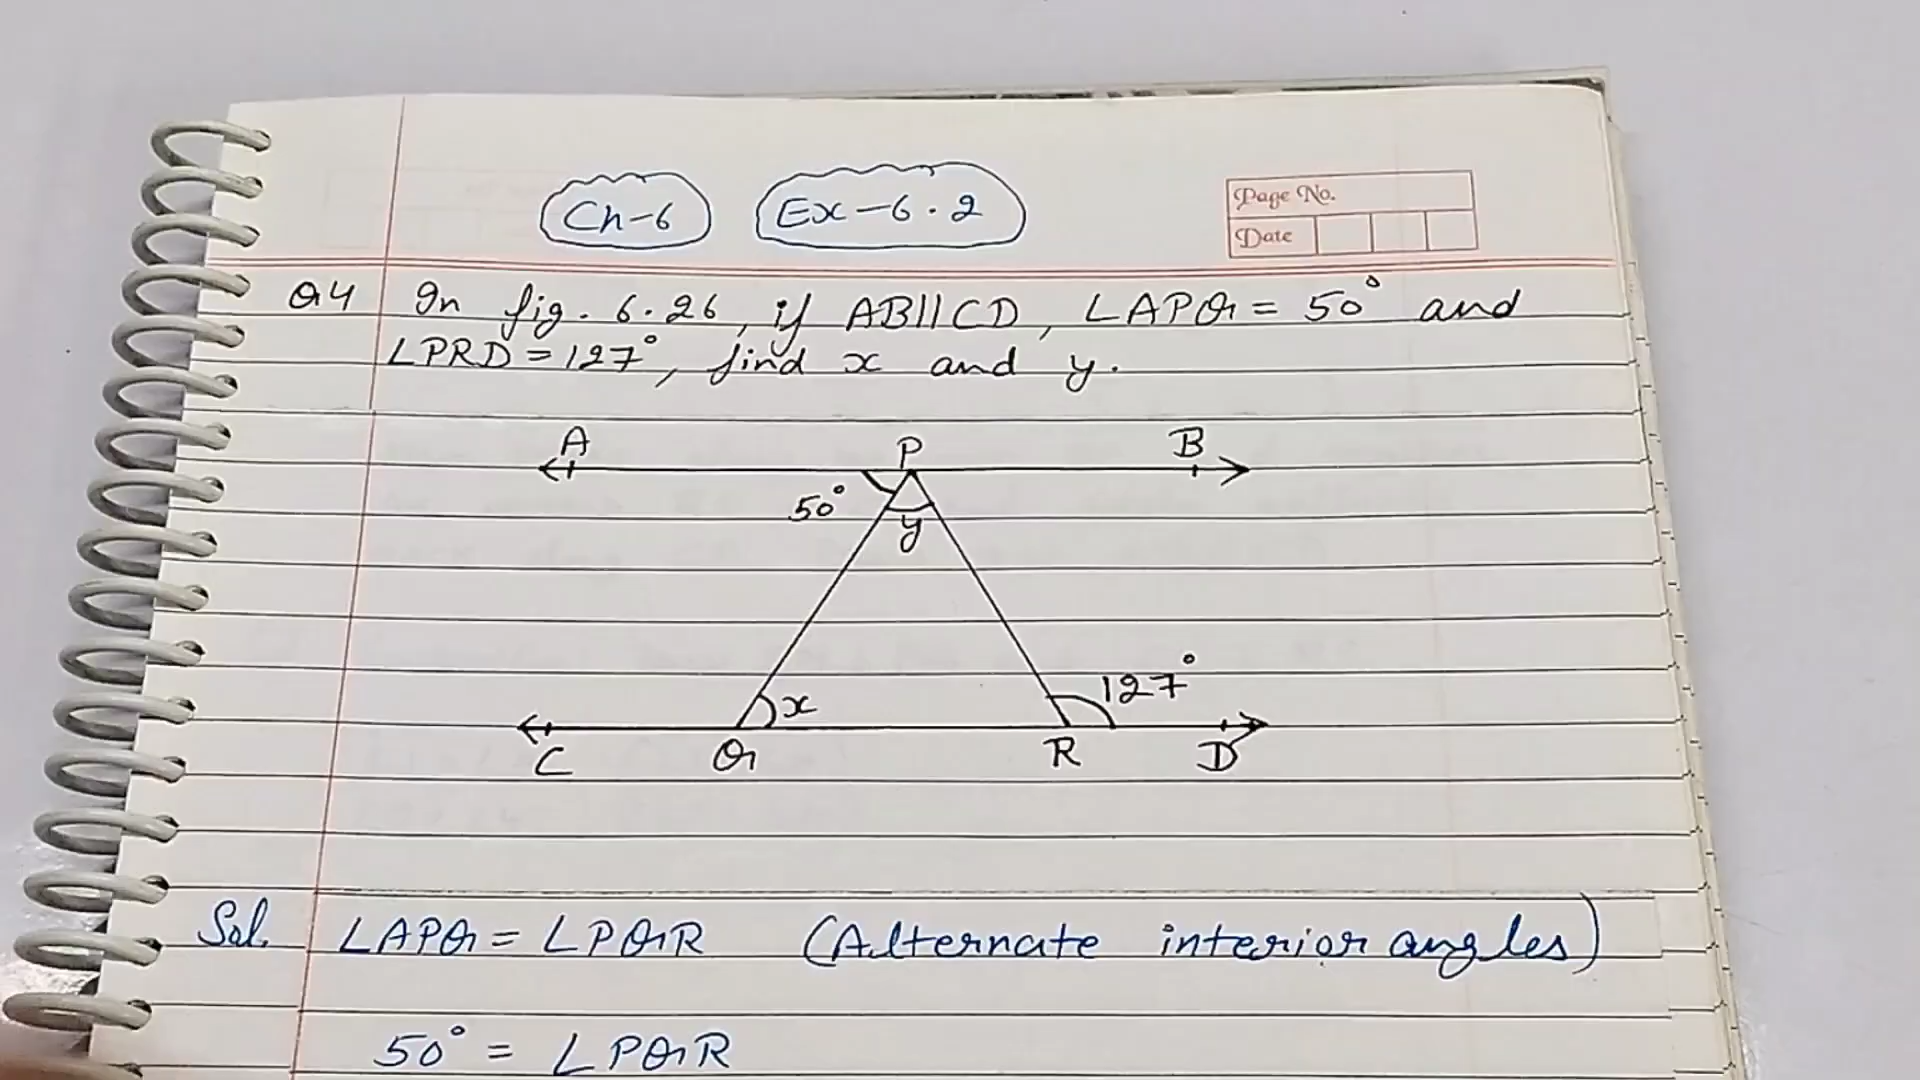 Ch-6 Ex-6.2
Page No.
Date
Q4 In fig. 6.26, if AB||CD, ∠APQ = 50° and
∠PRD = 127°, find x and y.
A P B
50°
y
127°
x
C Q R D
Sol. ∠APQ = ∠PQR (Alternate interior angles)
50° = ∠PQR